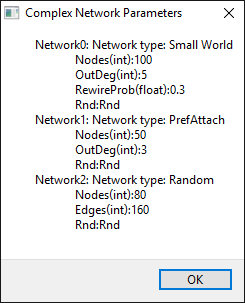 Complex Network Parameters
Network0: Network type: Small World
Nodes(int):100
OutDeg(int):5
RewireProb(float):0.3
Rnd:Rnd
Network1: Network type: PrefAttach
Nodes(int):50
OutDeg(int):3
Rnd:Rnd
Network2: Network type: Random
Nodes(int):80
Edges(int):160
Rnd:Rnd
OK